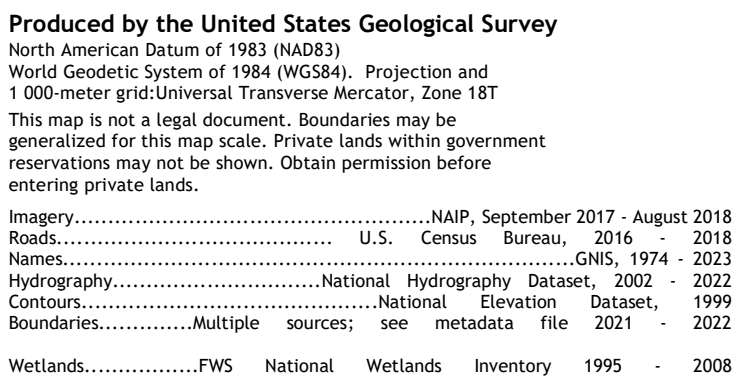 Produced by the United States Geological Survey
North American Datum of 1983 (NAD83)
World Geodetic System of 1984 (WGS84). Projection and
1 000-meter grid:Universal Transverse Mercator, Zone 18T
This map is not a legal document. Boundaries may be
generalized for this map scale. Private lands within government
reservations may not be shown. Obtain permission before
entering private lands.
Imagery.....................................................NAIP, September 2017 - August 2018
Roads......................................... U.S. Census Bureau, 2016 - 2018
Names............................................................................GNIS, 1974 - 2023
Hydrography...............................National Hydrography Dataset, 2002 - 2022
Contours............................................National Elevation Dataset, 1999
Boundaries..............Multiple sources; see metadata file 2021 - 2022
Wetlands.................FWS National Wetlands Inventory 1995 - 2008